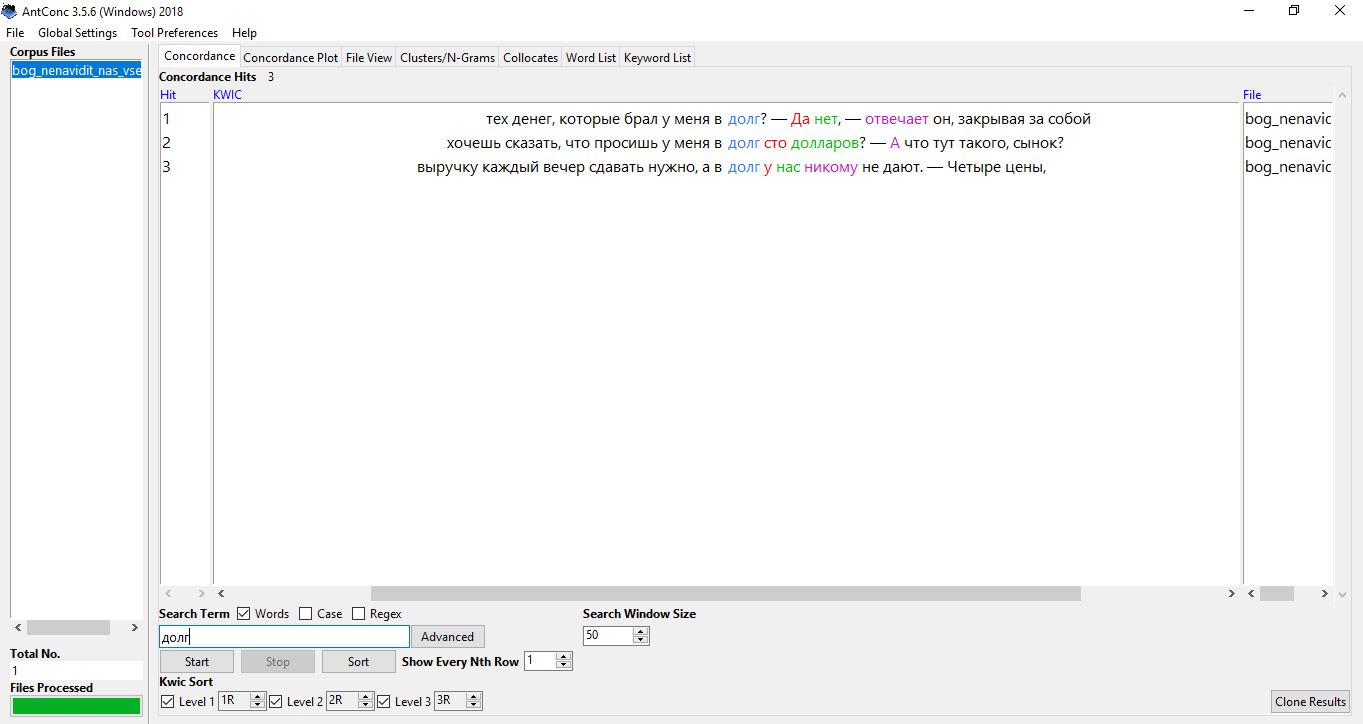 AntConc 3.5.6 (Windows) 2018
File Global Settings Tool Preferences Help
Corpus Files
bog_nenavidit_nas_vse
Concordance Concordance Plot File View Clusters/N-Grams Collocates Word List Keyword List
Concordance Hits 3
Hit KWIC File
1 тех денег, которые брал у меня в долг? — Да нет, — отвечает он, закрывая за собой bog_nenavic
2 хочешь сказать, что просишь у меня в долг сто долларов? — А что тут такого, сынок? bog_nenavic
3 выручку каждый вечер сдавать нужно, а в долг у нас никому не дают. — Четыре цены, bog_nenavic
Search Term Words Case Regex Search Window Size
долг Advanced 50
Start Stop Sort Show Every Nth Row 1
Kwic Sort
Level 1 1R Level 2 2R Level 3 3R Clone Results
Total No.
1
Files Processed